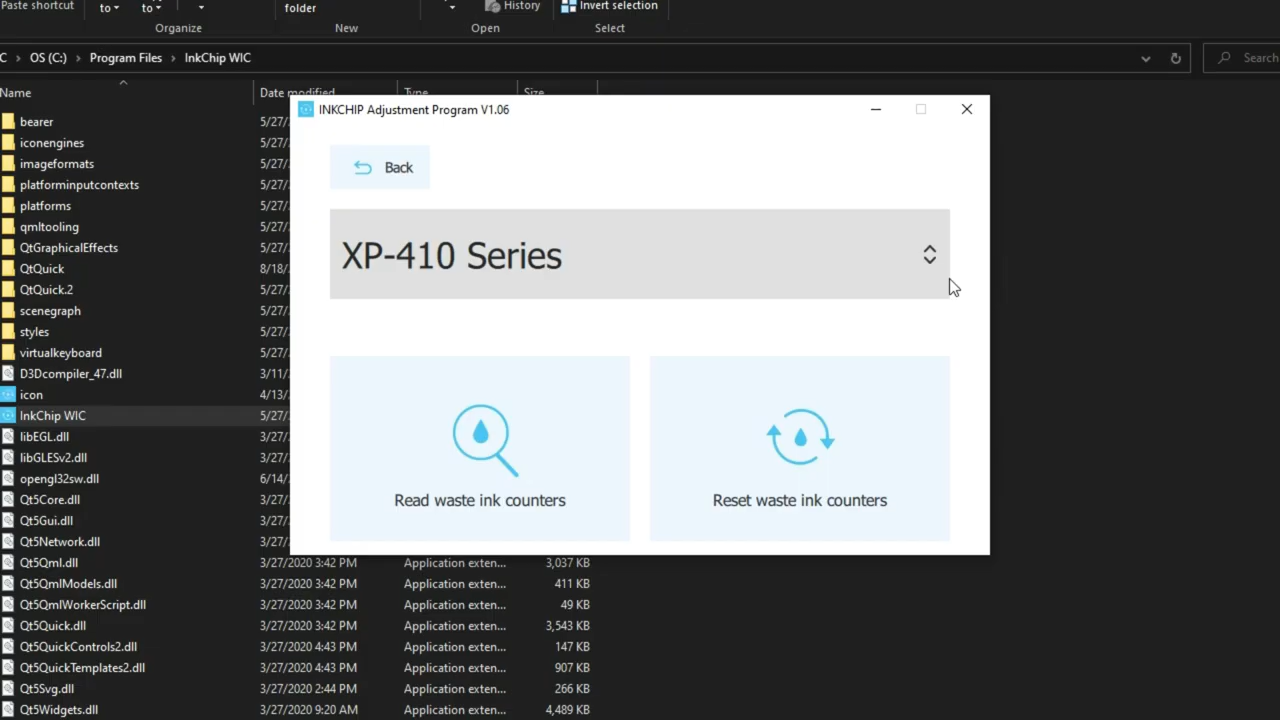 Paste shortcut
to
to
folder
History
Invert selection
Organize
New
Open
Select
C > OS (C:) > Program Files > InkChip WIC
Search
Name
Date modified
Type
Size
bearer
5/27/
iconengines
5/27/
imageformats
5/27/
platforminputcontexts
5/27/
platforms
5/27/
qmltooling
5/27/
QtGraphicalEffects
5/27/
QtQuick
8/18/
QtQuick.2
5/27/
scenegraph
5/27/
styles
5/27/
virtualkeyboard
5/27/
D3Dcompiler_47.dll
3/11/
icon
4/13/
InkChip WIC
5/27/
libEGL.dll
3/27/
libGLESv2.dll
3/27/
opengl32sw.dll
6/14/
Qt5Core.dll
3/27/
Qt5Gui.dll
3/27/
Qt5Network.dll
3/27/
Qt5Qml.dll 3/27/2020 3:42 PM Application exten... 3,037 KB
Qt5QmlModels.dll 3/27/2020 3:42 PM Application exten... 411 KB
Qt5QmlWorkerScript.dll 3/27/2020 3:42 PM Application exten... 49 KB
Qt5Quick.dll 3/27/2020 3:42 PM Application exten... 3,543 KB
Qt5QuickControls2.dll 3/27/2020 4:43 PM Application exten... 147 KB
Qt5QuickTemplates2.dll 3/27/2020 4:43 PM Application exten... 907 KB
Qt5Svg.dll 3/27/2020 2:44 PM Application exten... 266 KB
Qt5Widgets.dll 3/27/2020 9:20 AM Application exten... 4,489 KB
INKCHIP Adjustment Program V1.06
Back
XP-410 Series
Read waste ink counters
Reset waste ink counters